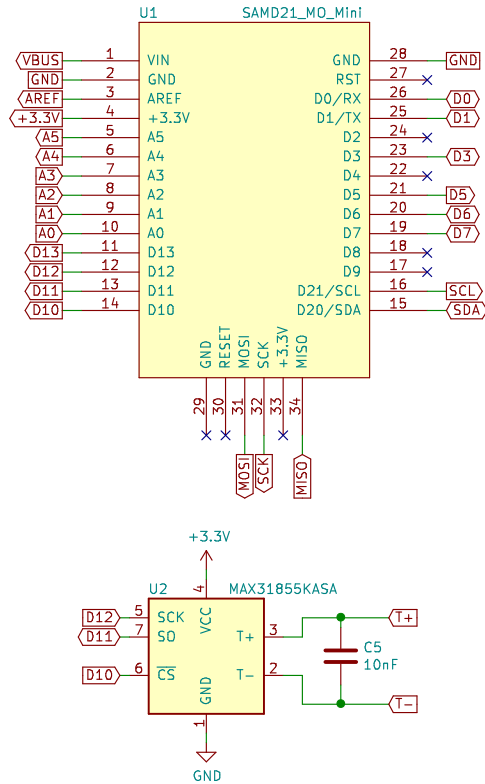 U1 SAMD21_M0_Mini
VBUS 1 VIN GND 28 GND
GND 2 GND RST 27
AREF 3 AREF D0/RX 26 D0
+3.3V 4 +3.3V D1/TX 25 D1
A5 5 A5 D2 24
A4 6 A4 D3 23 D3
A3 7 A3 D4 22
A2 8 A2 D5 21 D5
A1 9 A1 D6 20 D6
A0 10 A0 D7 19 D7
D13 11 D13 D8 18
D12 12 D12 D9 17
D11 13 D11 D21/SCL 16 SCL
D10 14 D10 D20/SDA 15 SDA
GND RESET MOSI SCK +3.3V MISO
29 30 31 32 33 34
MOSI SCK MISO
+3.3V
U2 MAX31855KASA
4
VCC
D12 5 SCK T+
D11 7 SO T+ 3
C5
10nF
D10 6 CS T- 2
GND
1 T-
GND